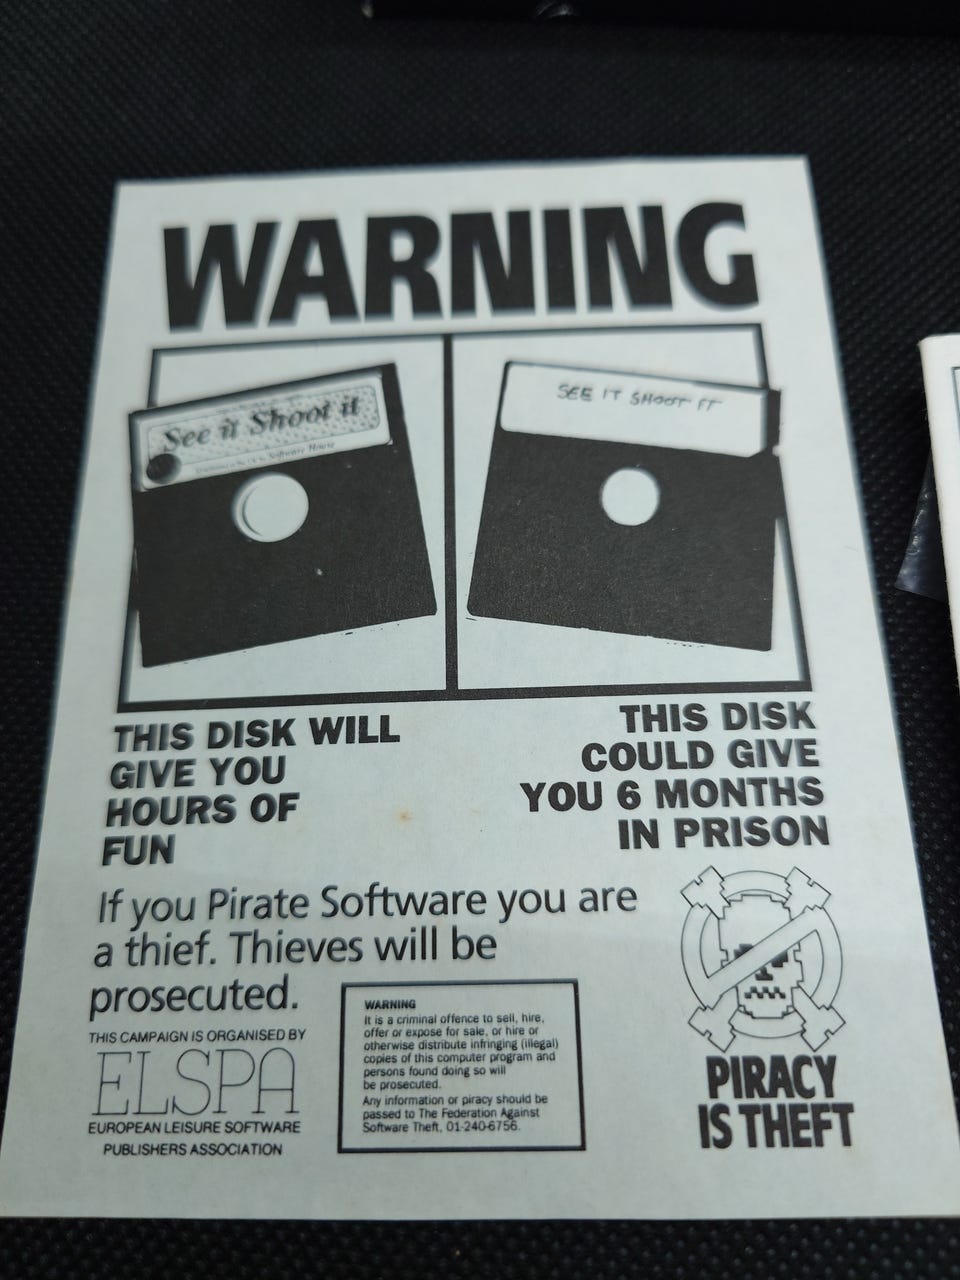 WARNING
See it Shoot it
Software House
SEE IT SHOOT IT
THIS DISK WILL
GIVE YOU
HOURS OF
FUN
THIS DISK
COULD GIVE
YOU 6 MONTHS
IN PRISON
If you Pirate Software you are
a thief. Thieves will be
prosecuted.
THIS CAMPAIGN IS ORGANISED BY
ELSPA
EUROPEAN LEISURE SOFTWARE
PUBLISHERS ASSOCIATION
WARNING
It is a criminal offence to sell, hire,
offer or expose for sale, or hire or
otherwise distribute infringing (illegal)
copies of this computer program and
persons found doing so will
be prosecuted.
Any information or piracy should be
passed to The Federation Against
Software Theft, 01-240-6756.
PIRACY
IS THEFT